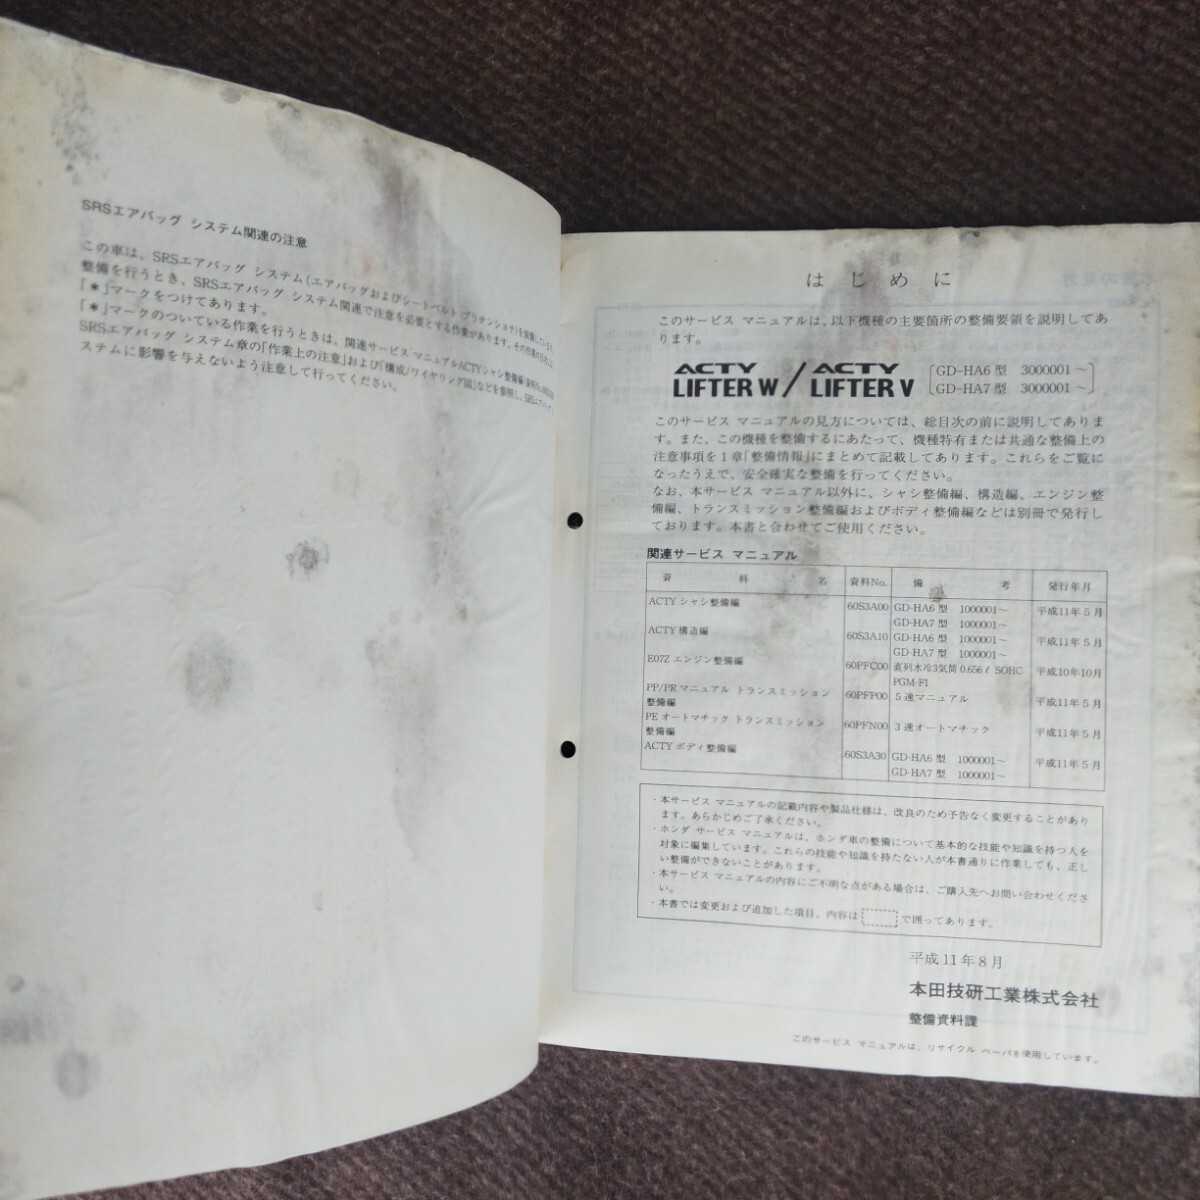 SRSエアバッグ システム関連の注意
この車は、SRSエアバッグ システム(エアバッグおよびシートベルト プリテンショナ)を装備しています。
整備を行うとき、SRSエアバッグ システム関連で注意を必要とする作業があります。その作業の
「＊」マークをつけてあります。
「＊」マークのついている作業を行うときは、関連サービス マニュアルACTYシャシ整備編
SRSエアバッグ システム章の「作業上の注意」および「構成/ワイヤリング図」などを参照し、SRSエアバッグ シ
ステムに影響を与えないよう注意して行ってください。
はじめに
このサービス マニュアルは、以下機種の主要箇所の整備要領を説明してあ
ります。
ACTY LIFTER W / ACTY LIFTER V
GD-HA6 型 3000001 ～
GD-HA7 型 3000001 ～
このサービス マニュアルの見方については、総目次の前に説明してありま
す。また、この機種を整備するにあたって、機種特有または共通な整備上の
注意事項を1章「整備情報」にまとめて記載してあります。これらをご覧に
なったうえで、安全確実な整備を行ってください。
なお、本サービス マニュアル以外に、シャシ整備編、構造編、エンジン整
備編、トランスミッション整備編およびボディ整備編などは別冊で発行し
ております。本書と合わせてご使用ください。
関連サービス マニュアル
資料名 資料No. 備考 発行年月
ACTY シャシ整備編 60S3A00 GD-HA6 型 1000001～ 平成11年5月
GD-HA7 型 1000001～
ACTY 構造編 60S3A10 GD-HA6 型 1000001～ 平成11年5月
GD-HA7 型 1000001～
E07Z エンジン整備編 60PFC00 直列水冷3気筒 0.656ℓ SOHC 平成10年10月
PGM-FI
PP/PR マニュアル トランスミッション 60PFP00 5 速マニュアル 平成11年5月
整備編
PE オートマチック トランスミッション 60PFN00 3 速オートマチック 平成11年5月
整備編
ACTY ボディ整備編 60S3A30 GD-HA6 型 1000001～ 平成11年5月
GD-HA7 型 1000001～
・本サービス マニュアルの記載内容や製品仕様は、改良のため予告なく変更することがあり
ます。あらかじめご了承ください。
・ホンダ サービス マニュアルは、ホンダ車の整備について基本的な技能や知識を持つ人を
対象に編集しています。これらの技能や知識を持たない人が本書通りに作業しても、正し
い整備ができないことがあります。
・本サービス マニュアルの内容にご不明な点がある場合は、ご購入先へお問い合わせくださ
い。
・本書では変更および追加した項目、内容は で囲ってあります。
平成11年8月
本田技研工業株式会社
整備資料課
このサービス マニュアルは、リサイクル ペーパを使用しています。